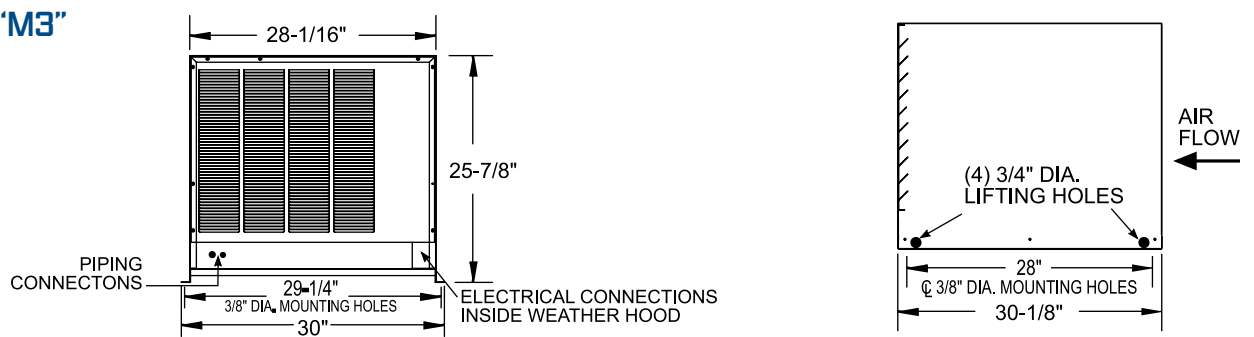 ‘M3”
28-1/16"
25-7/8"
PIPING
CONNECTONS
29-1/4"
3/8" DIA. MOUNTING HOLES
30"
ELECTRICAL CONNECTIONS
INSIDE WEATHER HOOD
AIR
FLOW
(4) 3/4" DIA.
LIFTING HOLES
28"
℄ 3/8" DIA. MOUNTING HOLES
30-1/8"